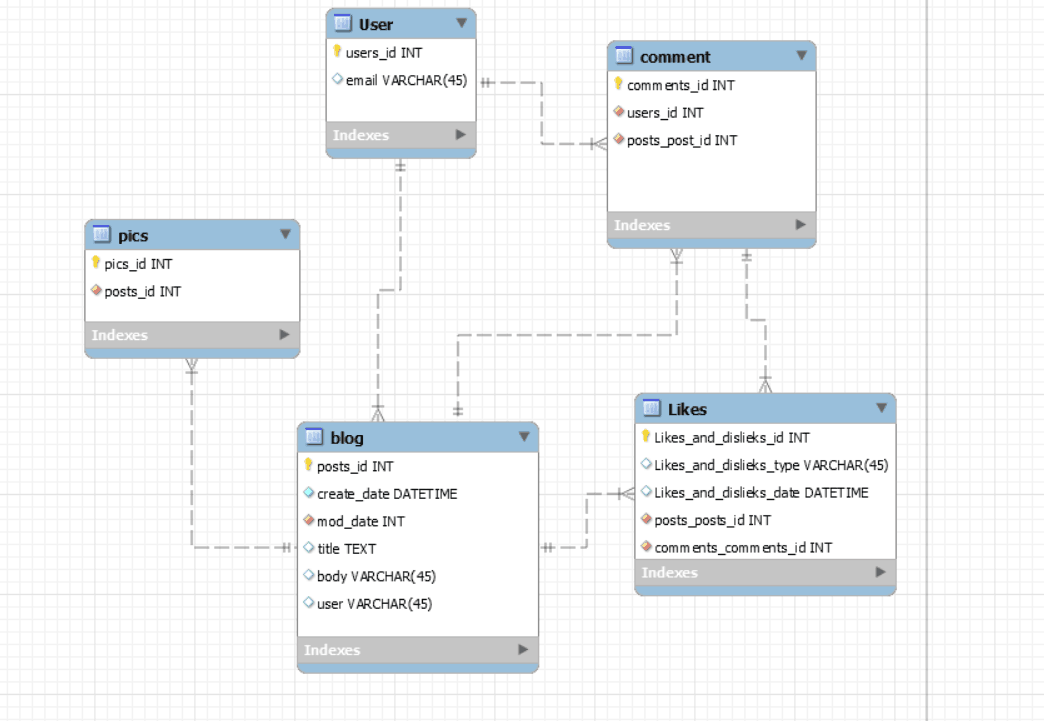 User
users_id INT
email VARCHAR(45)
Indexes
comment
comments_id INT
users_id INT
posts_post_id INT
Indexes
pics
pics_id INT
posts_id INT
Indexes
blog
posts_id INT
create_date DATETIME
mod_date INT
title TEXT
body VARCHAR(45)
user VARCHAR(45)
Indexes
Likes
Likes_and_dislieks_id INT
Likes_and_dislieks_type VARCHAR(45)
Likes_and_dislieks_date DATETIME
posts_posts_id INT
comments_comments_id INT
Indexes